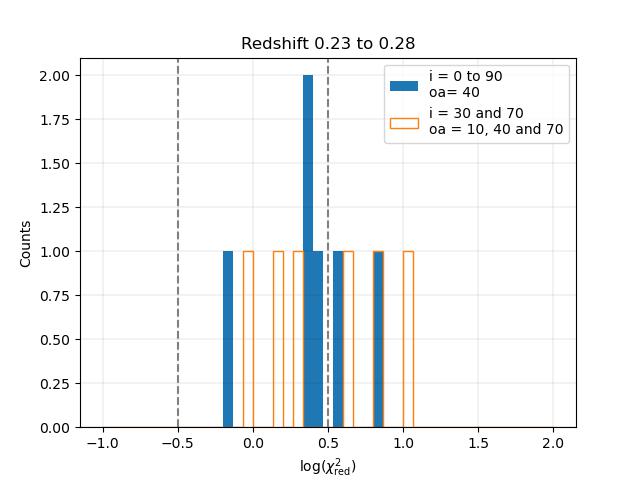 Redshift 0.23 to 0.28
2.00
1.75
1.50
1.25
1.00
0.75
0.50
0.25
0.00
Counts
i = 0 to 90
oa= 40
i = 30 and 70
oa = 10, 40 and 70
−1.0 −0.5 0.0 0.5 1.0 1.5 2.0
log(χ²red)